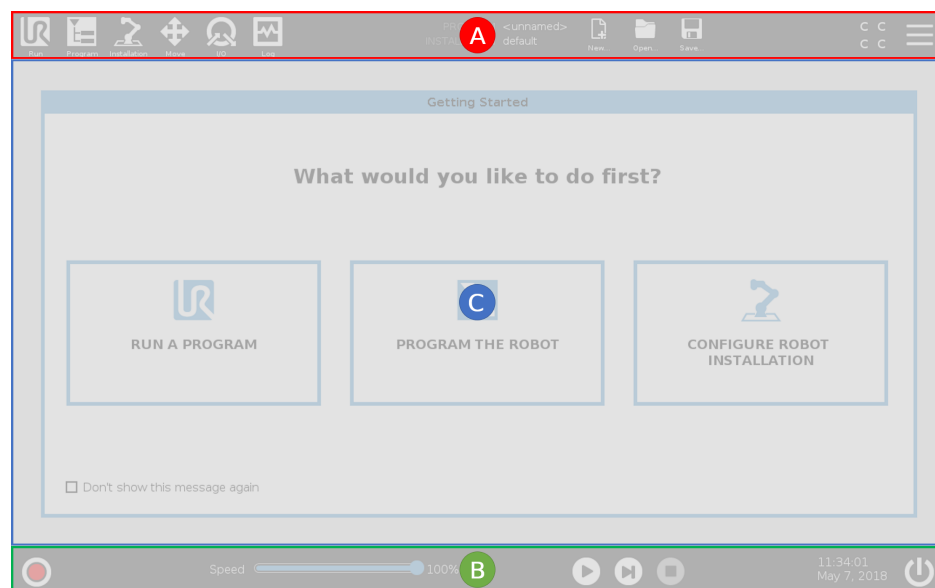 <unnamed>
default
A
C C
C C
Run
Program
Installation
Move
I/O
Log
New...
Open...
Save...
Getting Started
What would you like to do first?
RUN A PROGRAM
C
PROGRAM THE ROBOT
CONFIGURE ROBOT
INSTALLATION
Don't show this message again
Speed
100%
B
11:34:01
May 7, 2018